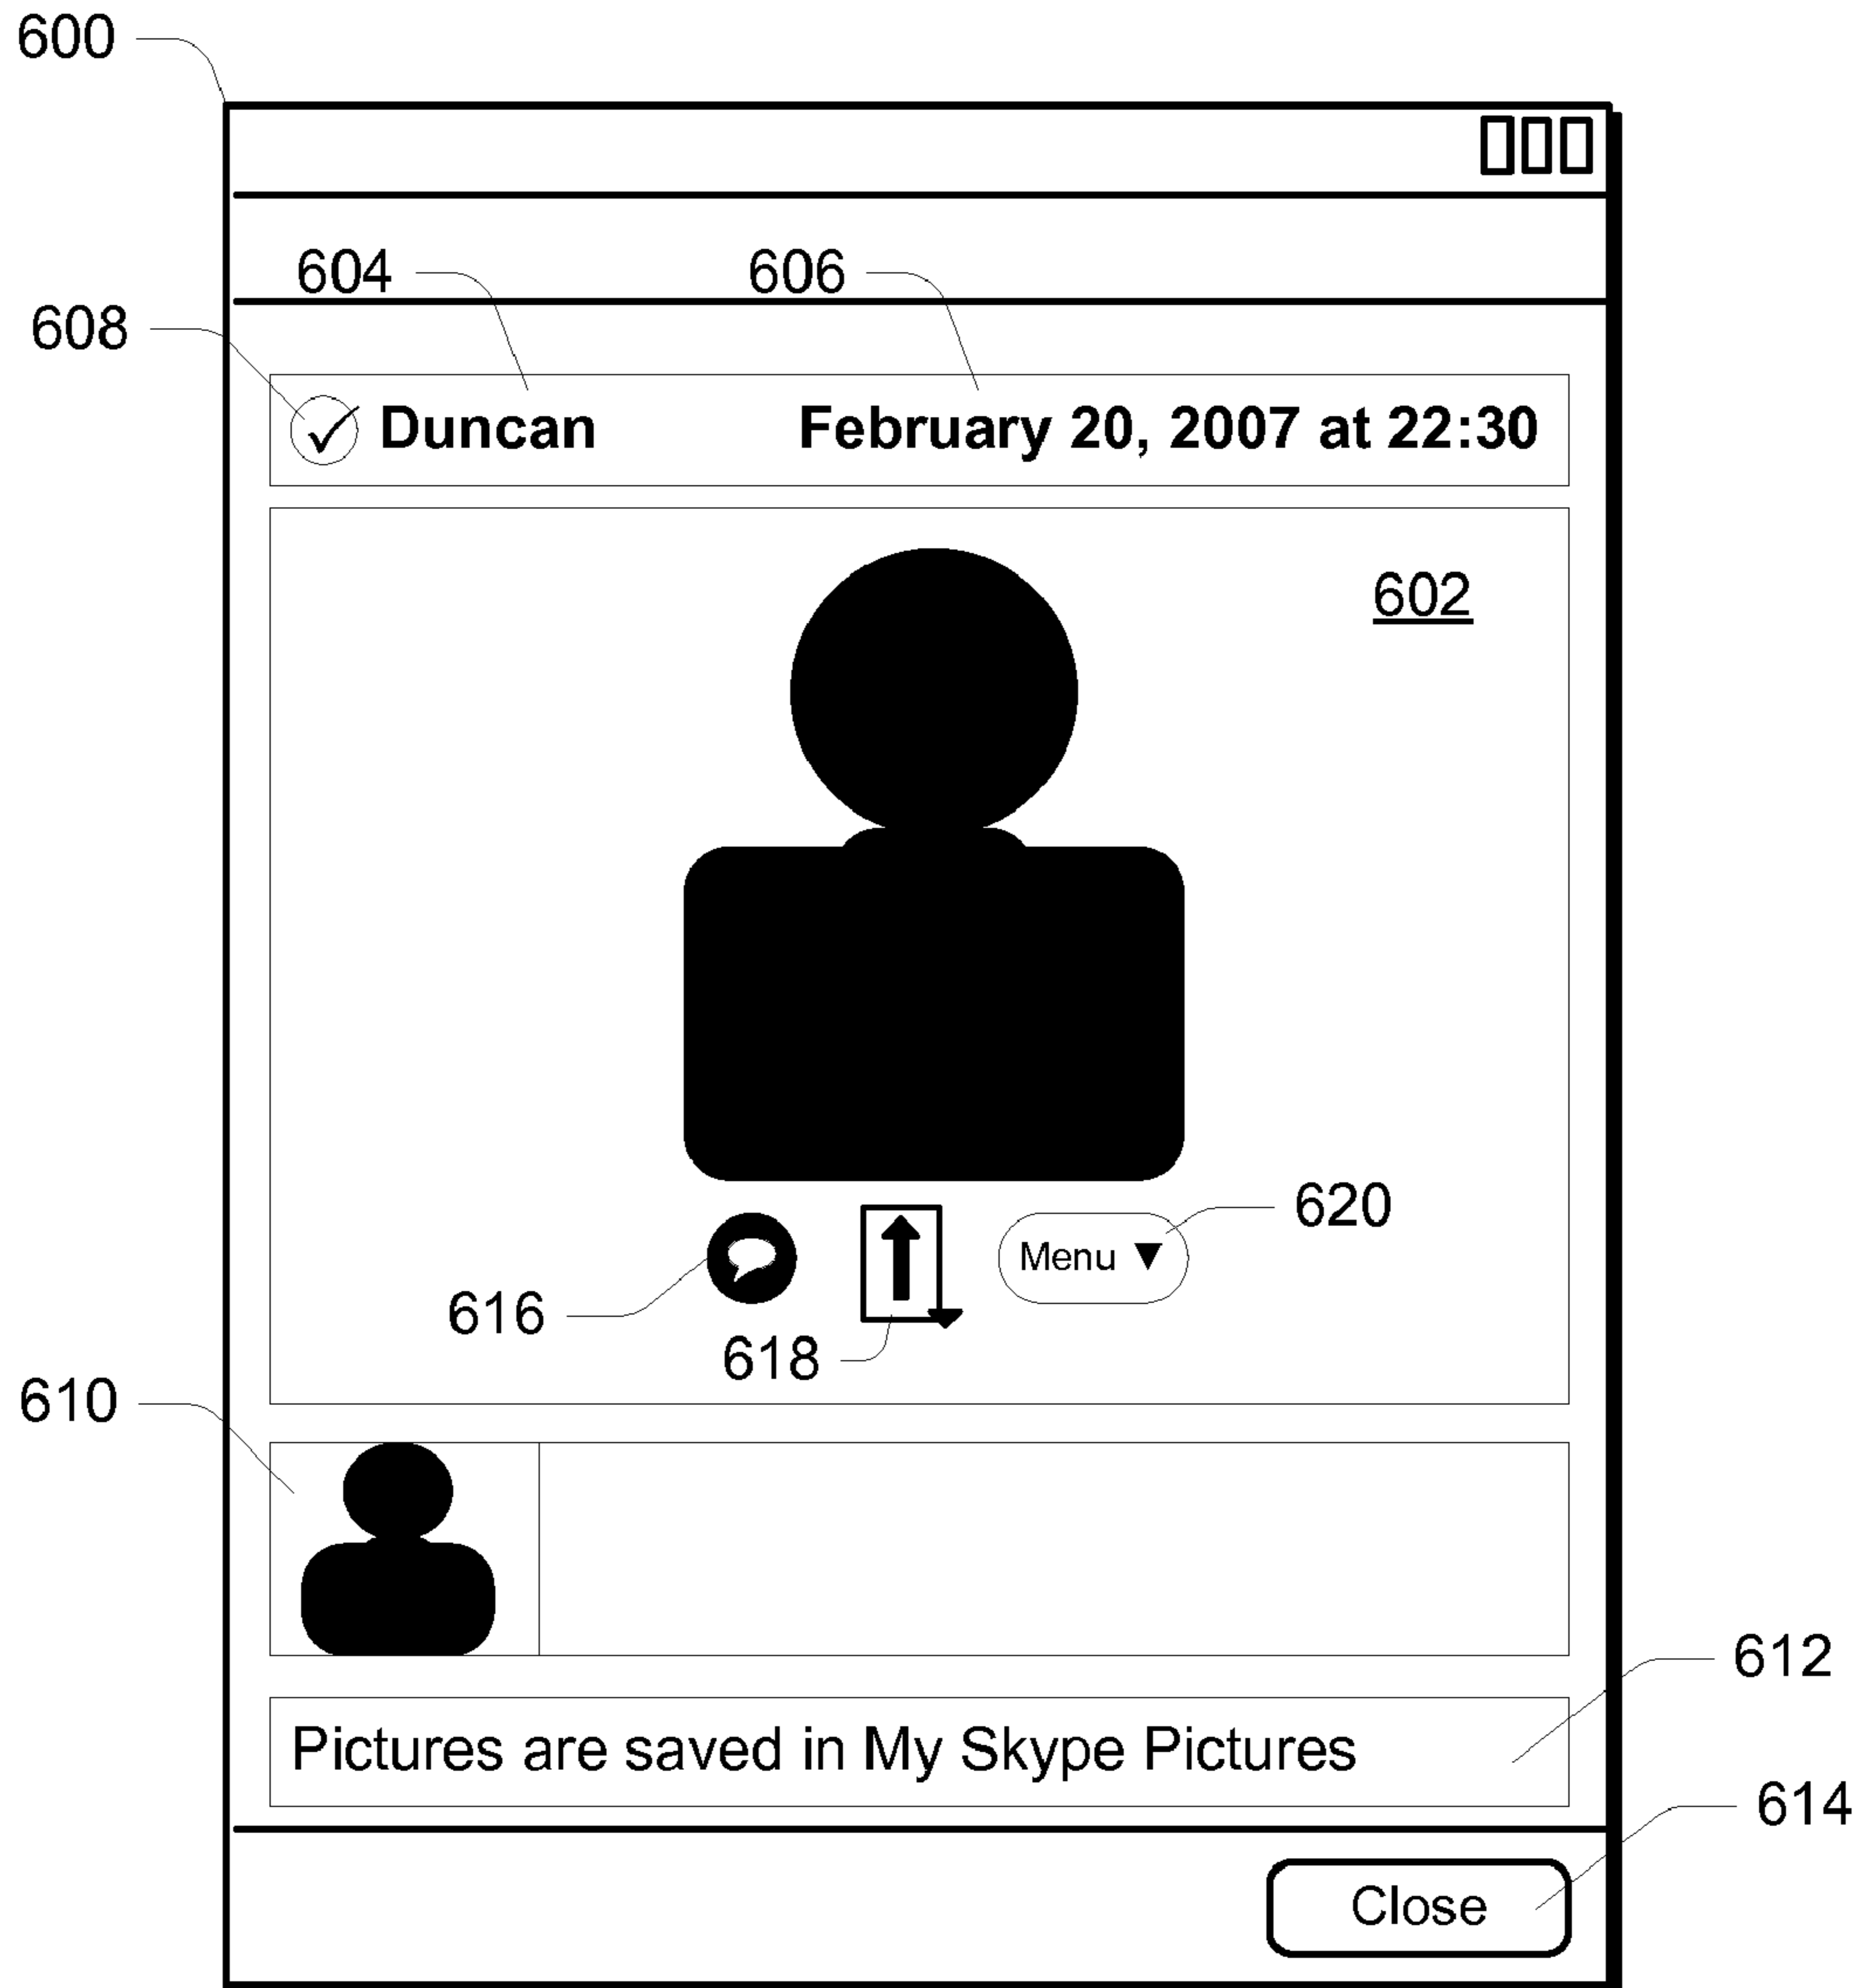 600
604 606
608
Duncan February 20, 2007 at 22:30
602
620
Menu
616
618
610
612
Pictures are saved in My Skype Pictures
614
Close